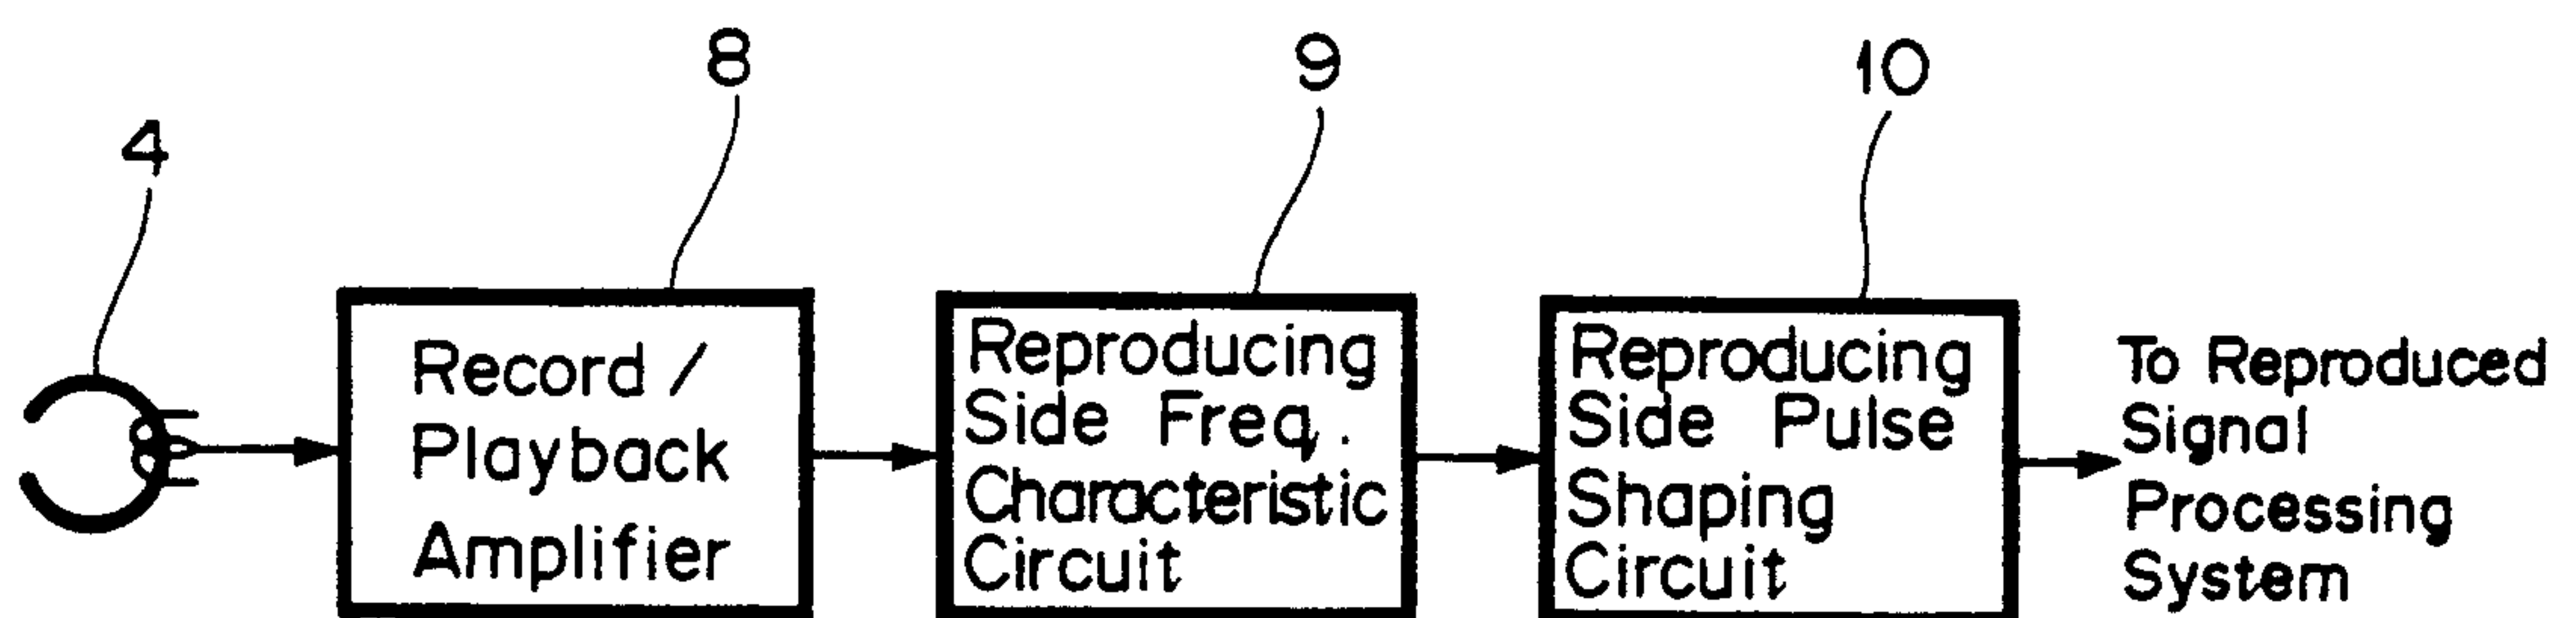 4
8
9
10
Record /
Playback
Amplifier
Reproducing
Side Freq.
Characteristic
Circuit
Reproducing
Side Pulse
Shaping
Circuit
To Reproduced
Signal
Processing
System